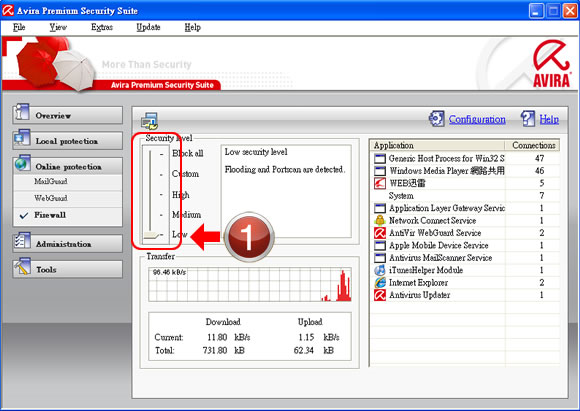 Avira Premium Security Suite
File View Extras Update Help
More Than Security
Avira Premium Security Suite
AVIRA
Overview
Local protection
Online protection
MailGuard
WebGuard
Firewall
Administration
Tools
Configuration Help
Security level
Block all
Custom
High
Medium
Low
Low security level
Flooding and Portscan are detected.
1
Transfer
96.46 kB/s
Download Upload
Current: 11.80 kB/s 1.15 kB/s
Total: 731.80 kB 62.34 kB
Application Connections
Generic Host Process for Win32 S 47
Windows Media Player 網路共用 46
WEB迅雷 5
System 7
Application Layer Gateway Servic 1
Network Connect Service 1
AntiVir WebGuard Service 2
Apple Mobile Device Service 1
Antivirus MailScanner Service 1
iTunesHelper Module 1
Internet Explorer 2
Antivirus Updater 1